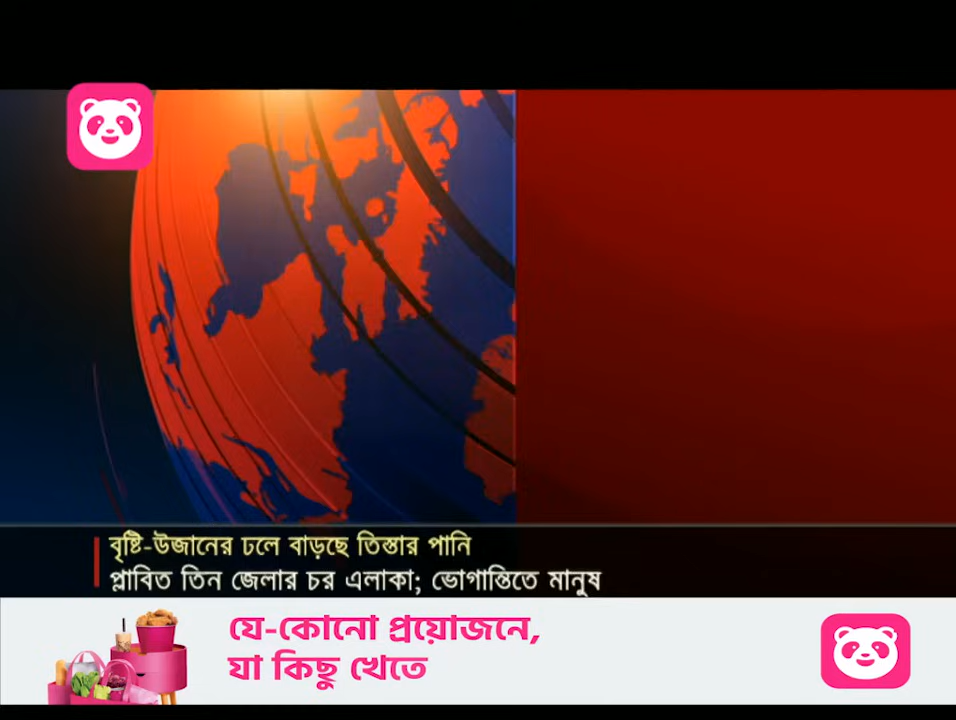 বৃষ্টি-উজানের ঢলে বাড়ছে তিস্তার পানি
প্লাবিত তিন জেলার চর এলাকা; ভোগান্তিতে মানুষ
যে-কোনো প্রয়োজনে,
যা কিছু খেতে